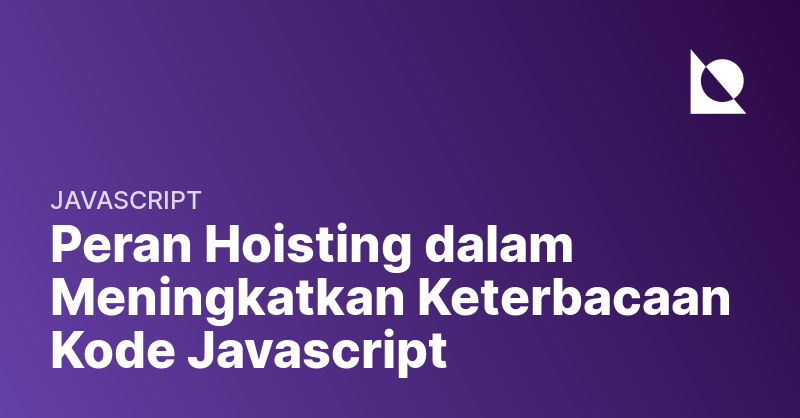 JAVASCRIPT
Peran Hoisting dalam
Meningkatkan Keterbacaan
Kode Javascript